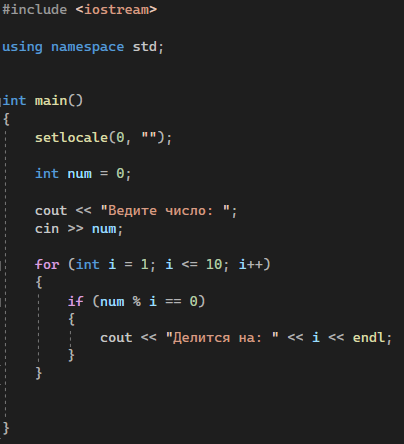 #include <iostream>
using namespace std;
int main()
{
setlocale(0, "");
int num = 0;
cout << "Ведите число: ";
cin >> num;
for (int i = 1; i <= 10; i++)
{
if (num % i == 0)
{
cout << "Делится на: " << i << endl;
}
}
}